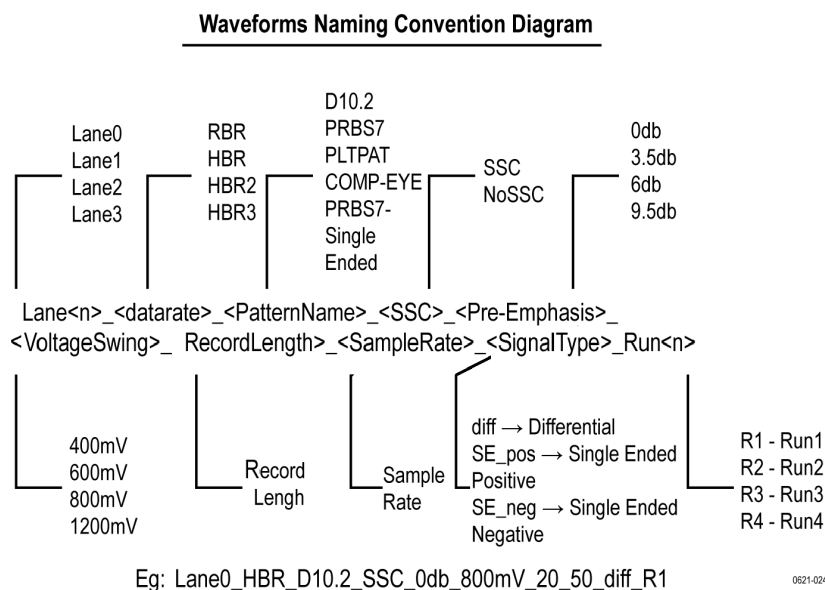 Waveforms Naming Convention Diagram
Lane0
Lane1
Lane2
Lane3
RBR
HBR
HBR2
HBR3
D10.2
PRBS7
PLTPAT
COMP-EYE
PRBS7-
Single
Ended
SSC
NoSSC
0db
3.5db
6db
9.5db
Lane<n>_<datarate>_<PatternName>_<SSC>_<Pre-Emphasis>_
<VoltageSwing>_ RecordLength>_<SampleRate>_<SignalType>_Run<n>
400mV
600mV
800mV
1200mV
Record
Lengh
Sample
Rate
diff → Differential
SE_pos → Single Ended
Positive
SE_neg → Single Ended
Negative
R1 - Run1
R2 - Run2
R3 - Run3
R4 - Run4
Eg: Lane0_HBR_D10.2_SSC_0db_800mV_20_50_diff_R1
0621-024